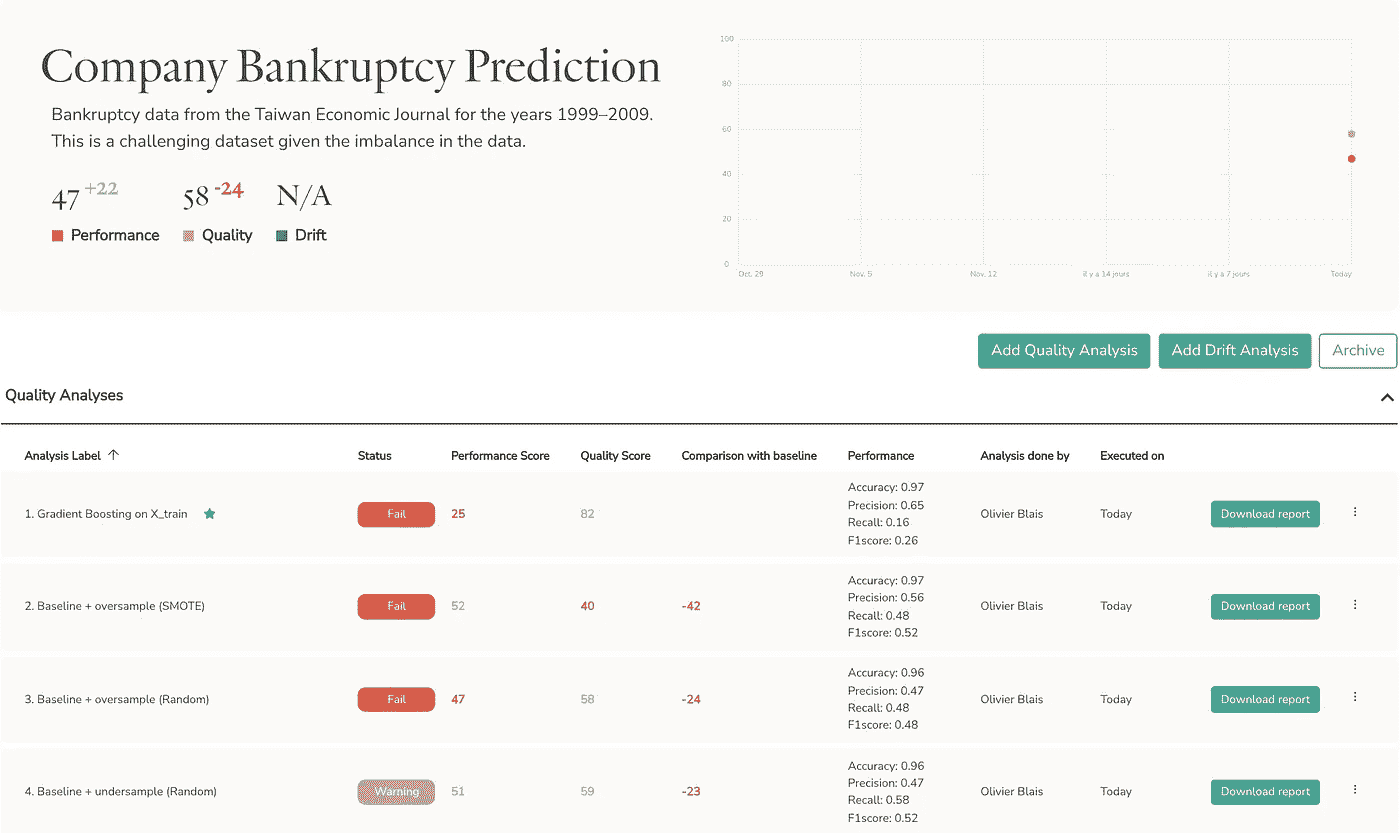 Company Bankruptcy Prediction
Bankruptcy data from the Taiwan Economic Journal for the years 1999–2009.
This is a challenging dataset given the imbalance in the data.
47 +22
58 -24
N/A
Performance
Quality
Drift
100
80
60
40
20
0
Oct. 29
Nov. 5
Nov. 12
il y a 14 jours
il y a 7 jours
Today
Add Quality Analysis
Add Drift Analysis
Archive
Quality Analyses
Analysis Label ↑ Status Performance Score Quality Score Comparison with baseline Performance Analysis done by Executed on
1. Gradient Boosting on X_train Fail 25 82
Accuracy: 0.97
Precision: 0.65
Recall: 0.16
F1score: 0.26
Olivier Blais Today Download report
2. Baseline + oversample (SMOTE) Fail 52 40 -42
Accuracy: 0.97
Precision: 0.56
Recall: 0.48
F1score: 0.52
Olivier Blais Today Download report
3. Baseline + oversample (Random) Fail 47 58 -24
Accuracy: 0.96
Precision: 0.47
Recall: 0.48
F1score: 0.48
Olivier Blais Today Download report
4. Baseline + undersample (Random) Warning 51 59 -23
Accuracy: 0.96
Precision: 0.47
Recall: 0.58
F1score: 0.52
Olivier Blais Today Download report